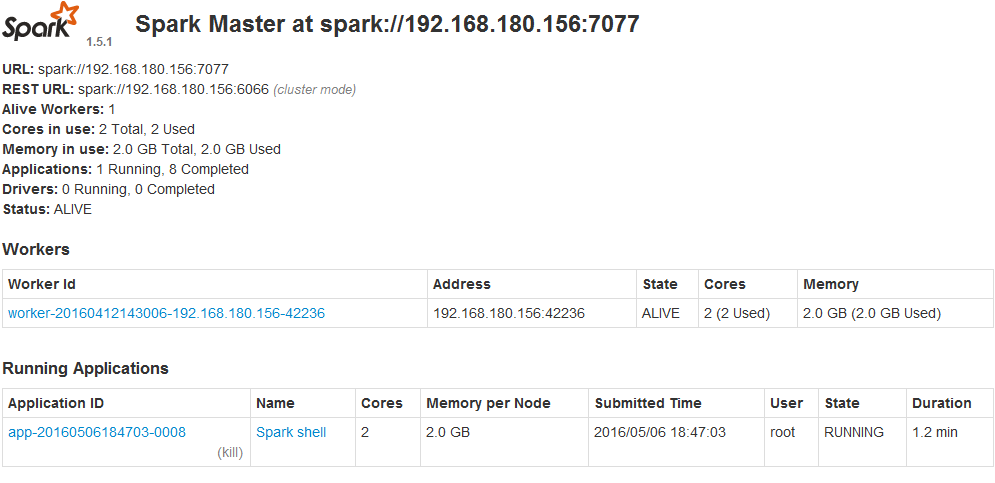 Spark 1.5.1 Spark Master at spark://192.168.180.156:7077
URL: spark://192.168.180.156:7077
REST URL: spark://192.168.180.156:6066 (cluster mode)
Alive Workers: 1
Cores in use: 2 Total, 2 Used
Memory in use: 2.0 GB Total, 2.0 GB Used
Applications: 1 Running, 8 Completed
Drivers: 0 Running, 0 Completed
Status: ALIVE
Workers
Worker Id Address State Cores Memory
worker-20160412143006-192.168.180.156-42236 192.168.180.156:42236 ALIVE 2 (2 Used) 2.0 GB (2.0 GB Used)
Running Applications
Application ID Name Cores Memory per Node Submitted Time User State Duration
app-20160506184703-0008 Spark shell 2 2.0 GB 2016/05/06 18:47:03 root RUNNING 1.2 min
(kill)